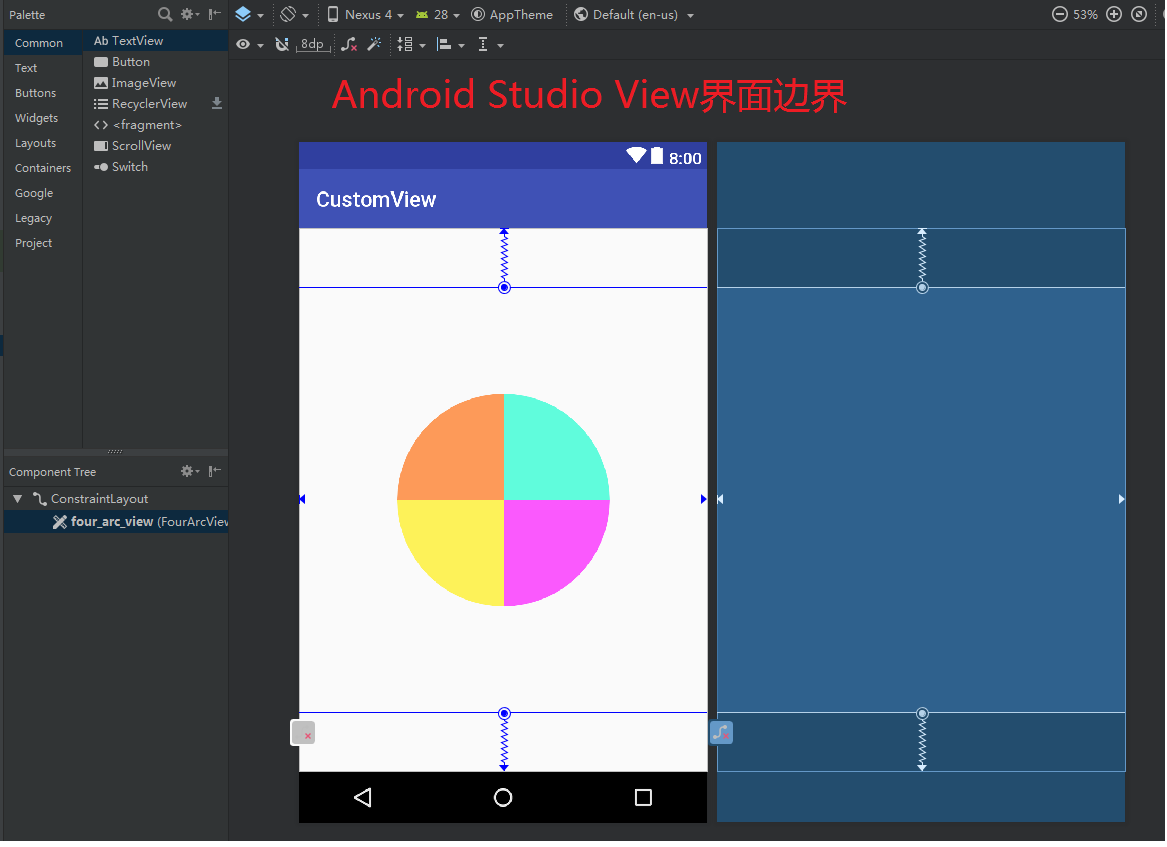 Palette
Nexus 4
28
AppTheme
Default (en-us)
53%
Common
Ab TextView
8dp
Text
Button
Buttons
ImageView
Widgets
RecyclerView
Layouts
<fragment>
Containers
ScrollView
Google
Switch
Legacy
Project
Android Studio View界面边界
8:00
CustomView
Component Tree
ConstraintLayout
four_arc_view (FourArcView